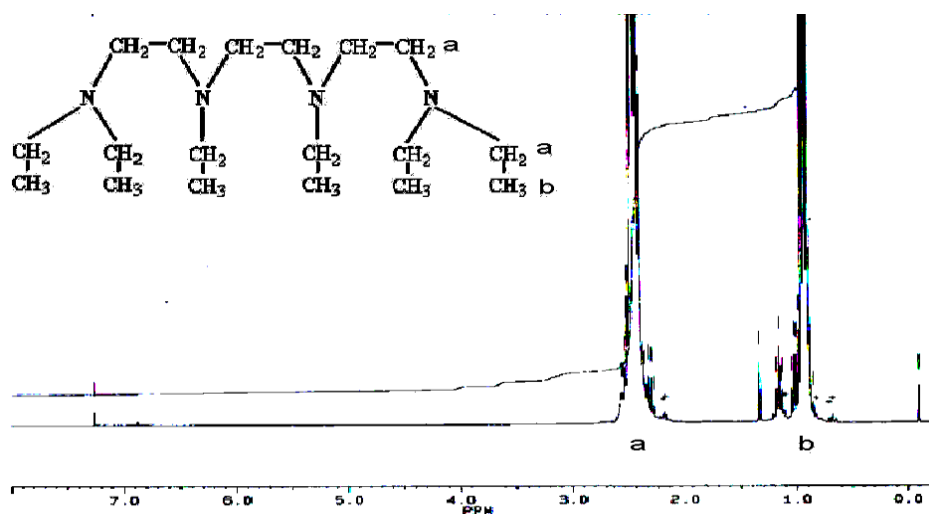 CH2-CH2 CH2-CH2 CH2-CH2 a
N N N N
CH2 CH2 CH2 CH2 CH2 CH2 a
CH3 CH3 CH3 CH3 CH3 CH3 b
a b
7.0 6.0 5.0 4.0 3.0 2.0 1.0 0.0
PPM